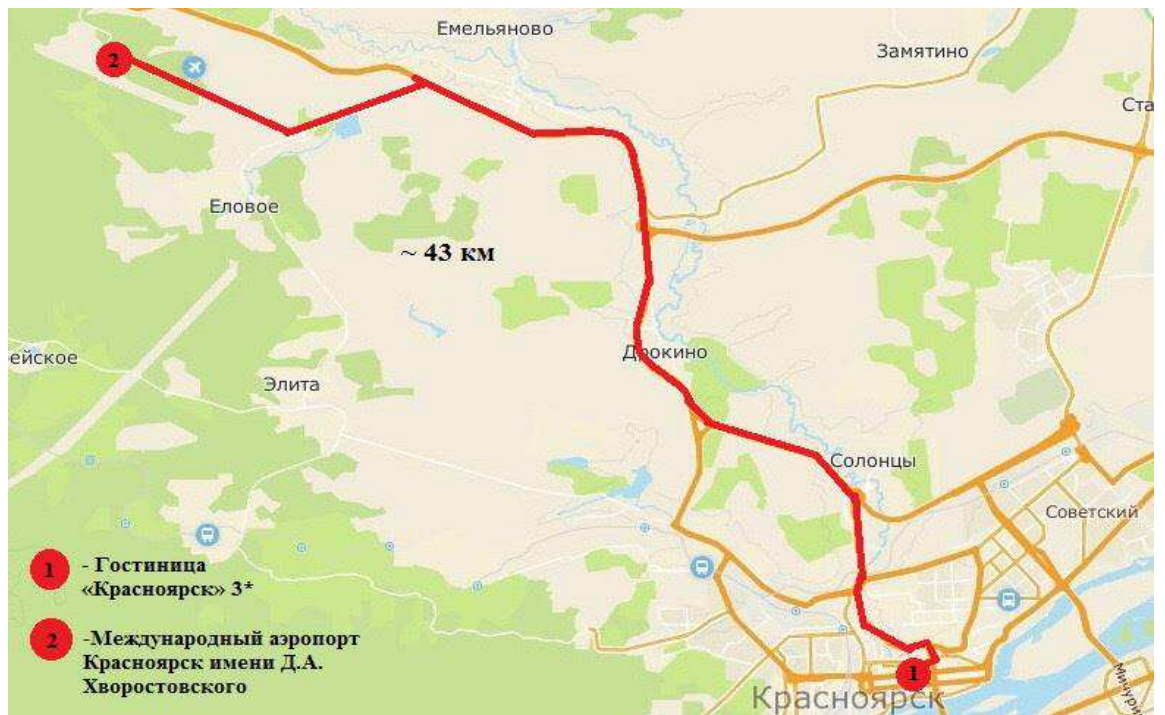 Емельяново
Замятино
Ста
2
Еловое
~ 43 км
Дрокино
ейское
Элита
Солонцы
Советский
1
- Гостиница
«Красноярск» 3*
2
-Международный аэропорт
Красноярск имени Д.А.
Хворостовского
1
Красноярск
Мичури